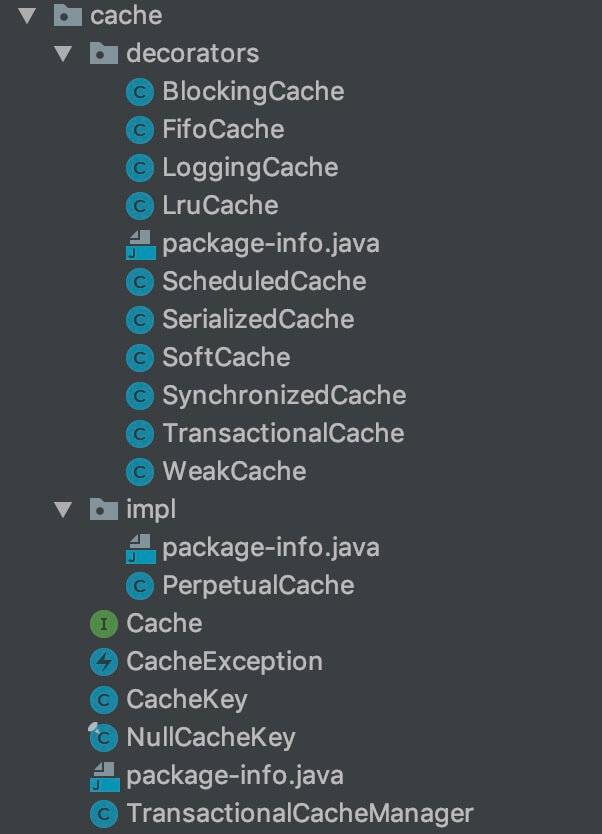 cache
decorators
BlockingCache
FifoCache
LoggingCache
LruCache
package-info.java
ScheduledCache
SerializedCache
SoftCache
SynchronizedCache
TransactionalCache
WeakCache
impl
package-info.java
PerpetualCache
Cache
CacheException
CacheKey
NullCacheKey
package-info.java
TransactionalCacheManager